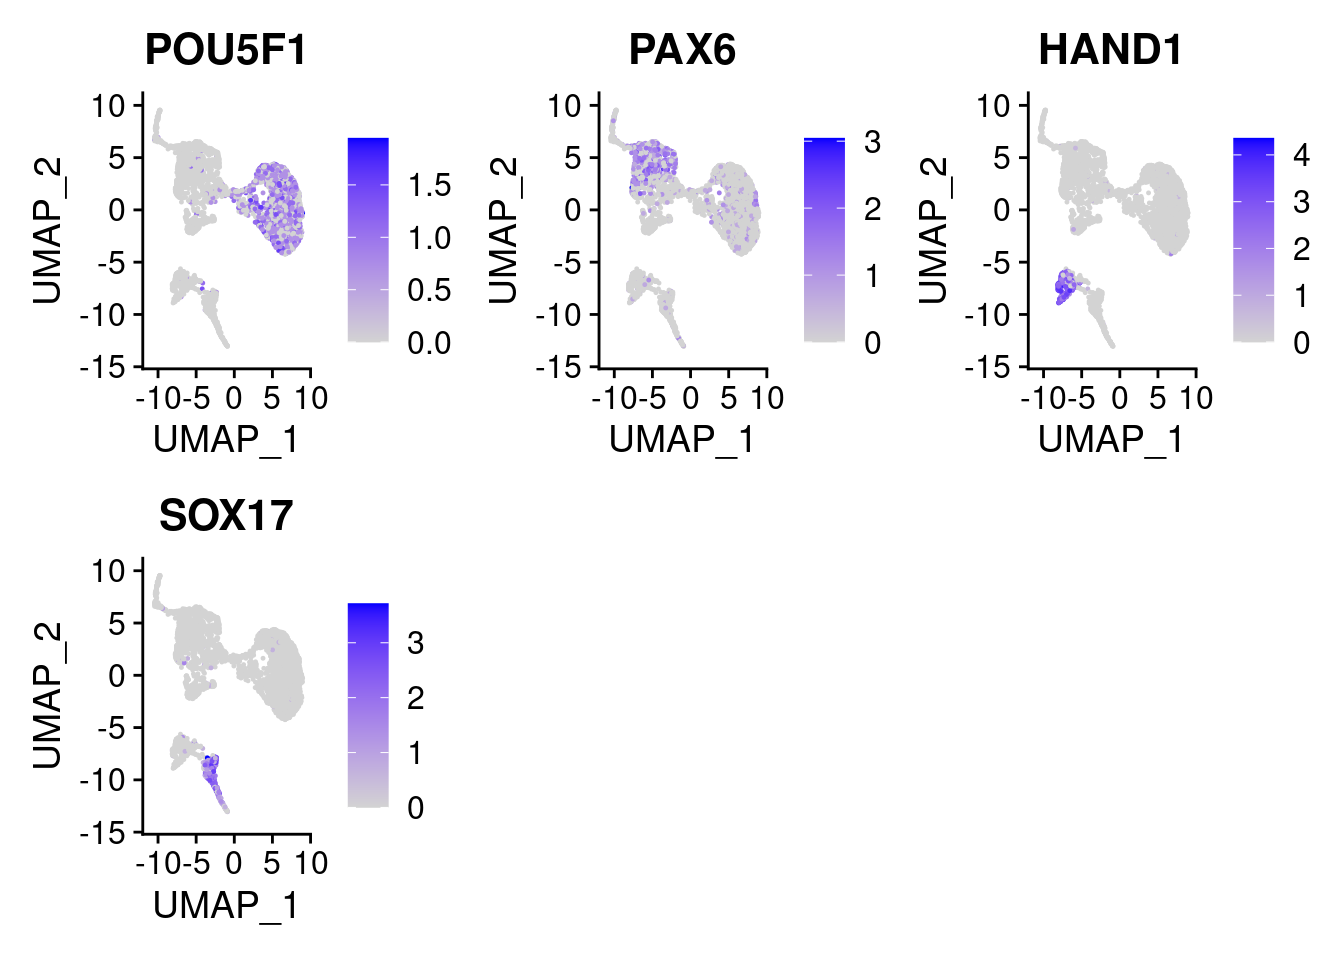 POU5F1 PAX6 HAND1
10 10 10
5 5 5
0 0 0
-5 -5 -5
-10 -10 -10
-15 -15 -15
UMAP_2 UMAP_2 UMAP_2
1.5 3 4
1.0 2 3
0.5 1 2
0.0 0 1
0
-10 -5 0 5 10 -10 -5 0 5 10 -10 -5 0 5 10
UMAP_1 UMAP_1 UMAP_1
SOX17
10
5
0
-5
-10
-15
UMAP_2
3
2
1
0
-10 -5 0 5 10
UMAP_1